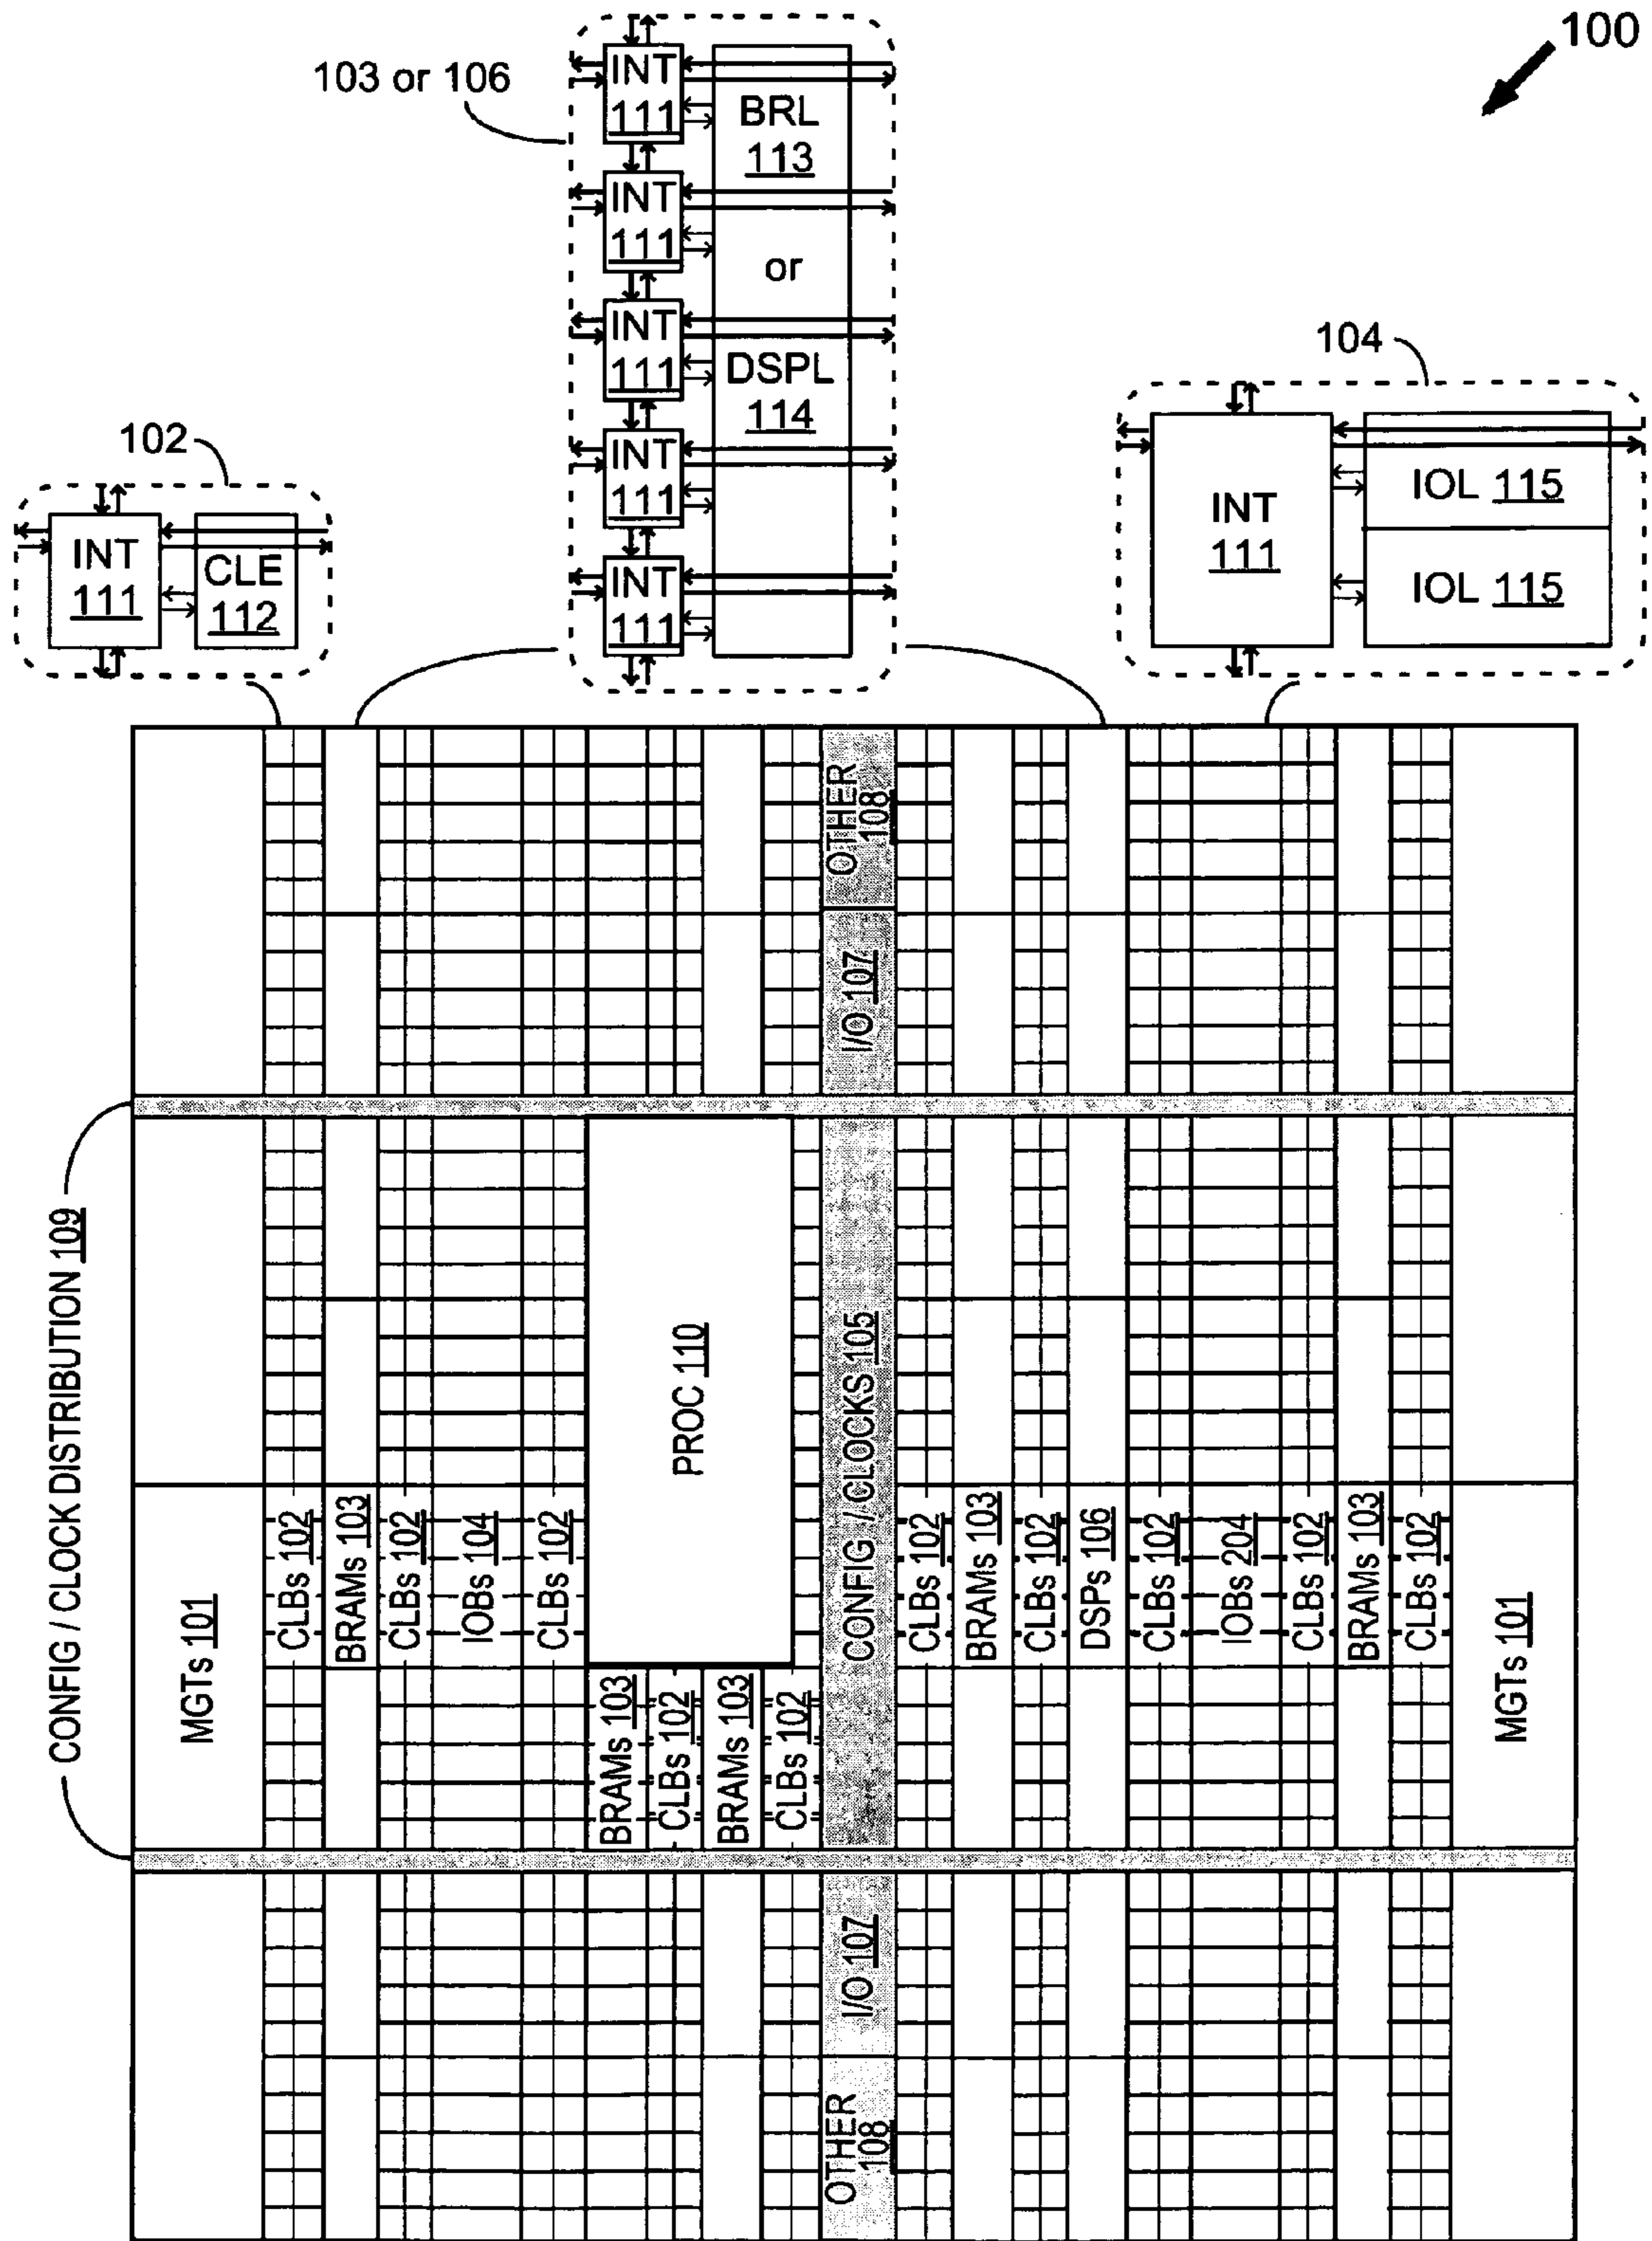 100
103 or 106
INT
111
INT
111
INT
111
INT
111
INT
111
BRL
113
or
DSPL
114
104
INT
111
IOL 115
IOL 115
102
INT
111
CLE
112
CONFIG / CLOCK DISTRIBUTION 109
OTHER
108
I/O 107
PROC 110
CONFIG / CLOCKS 105
MGTs 101
CLBs 102
BRAMs 103
CLBs 102
IOBs 104
CLBs 102
BRAMs 103
CLBs 102
BRAMs 103
CLBs 102
CLBs 102
BRAMs 103
CLBs 102
DSPs 106
CLBs 102
IOBs 204
CLBs 102
BRAMs 103
CLBs 102
MGTs 101
I/O 107
OTHER
108